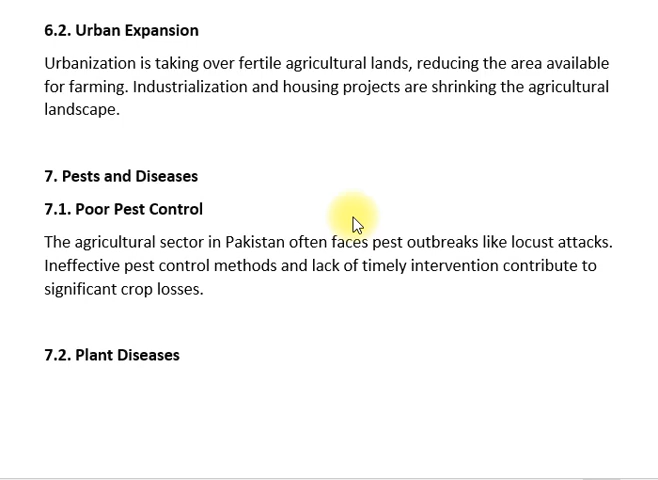 6.2. Urban Expansion
Urbanization is taking over fertile agricultural lands, reducing the area available
for farming. Industrialization and housing projects are shrinking the agricultural
landscape.
7. Pests and Diseases
7.1. Poor Pest Control
The agricultural sector in Pakistan often faces pest outbreaks like locust attacks.
Ineffective pest control methods and lack of timely intervention contribute to
significant crop losses.
7.2. Plant Diseases